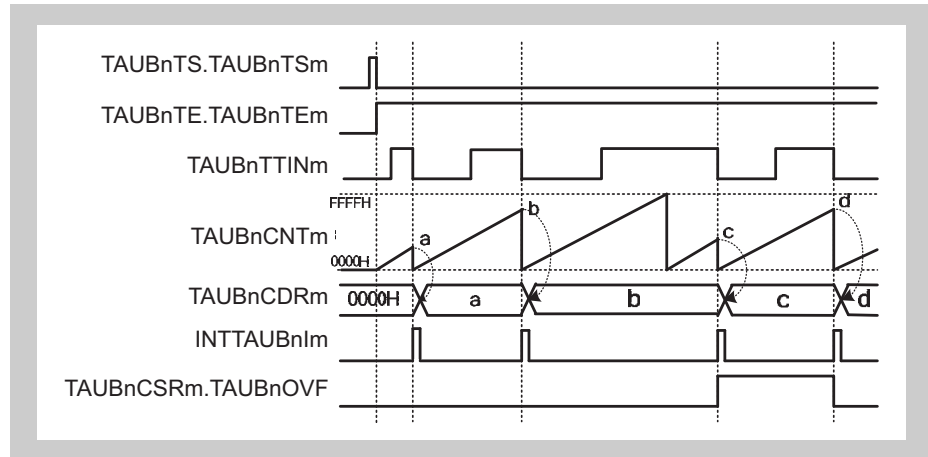 TAUBnTS.TAUBnTSm
TAUBnTE.TAUBnTEm
TAUBnTTINm
FFFFH
TAUBnCNTm
0000H
a
b
c
d
TAUBnCDRm
0000H
a
b
c
d
INTTAUBnIm
TAUBnCSRm.TAUBnOVF